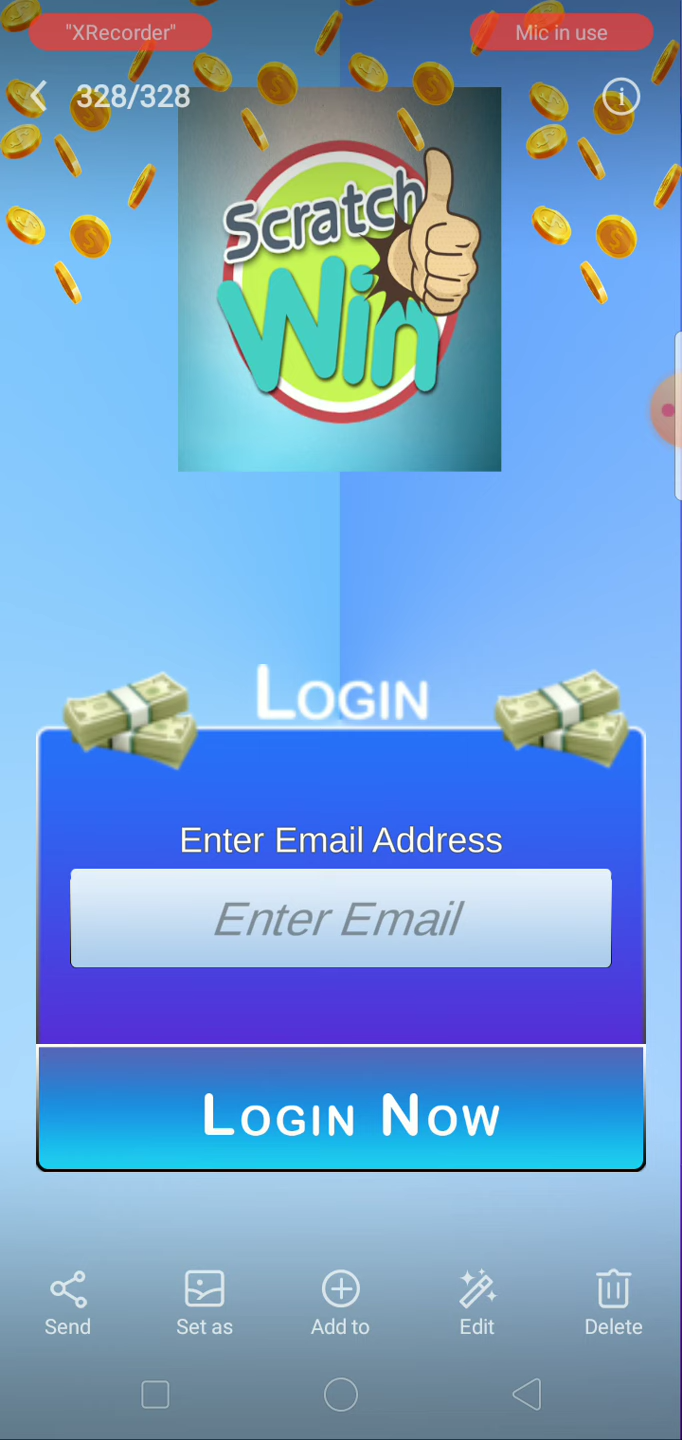 "XRecorder"
Mic in use
328/328
Scratch
Win
Login
Enter Email Address
Enter Email
Login Now
Send
Set as
Add to
Edit
Delete